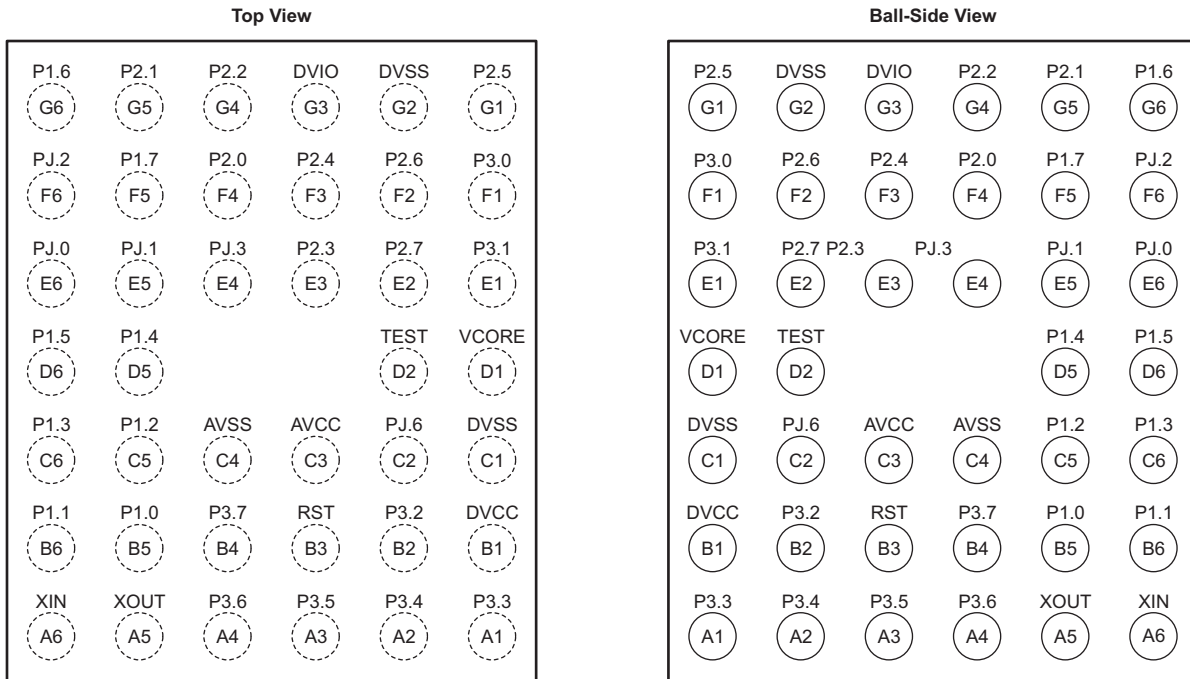 Top View
P1.6 P2.1 P2.2 DVIO DVSS P2.5
G6 G5 G4 G3 G2 G1
PJ.2 P1.7 P2.0 P2.4 P2.6 P3.0
F6 F5 F4 F3 F2 F1
PJ.0 PJ.1 PJ.3 P2.3 P2.7 P3.1
E6 E5 E4 E3 E2 E1
P1.5 P1.4 TEST VCORE
D6 D5 D2 D1
P1.3 P1.2 AVSS AVCC PJ.6 DVSS
C6 C5 C4 C3 C2 C1
P1.1 P1.0 P3.7 RST P3.2 DVCC
B6 B5 B4 B3 B2 B1
XIN XOUT P3.6 P3.5 P3.4 P3.3
A6 A5 A4 A3 A2 A1
Ball-Side View
P2.5 DVSS DVIO P2.2 P2.1 P1.6
G1 G2 G3 G4 G5 G6
P3.0 P2.6 P2.4 P2.0 P1.7 PJ.2
F1 F2 F3 F4 F5 F6
P3.1 P2.7 P2.3 PJ.3 PJ.1 PJ.0
E1 E2 E3 E4 E5 E6
VCORE TEST P1.4 P1.5
D1 D2 D5 D6
DVSS PJ.6 AVCC AVSS P1.2 P1.3
C1 C2 C3 C4 C5 C6
DVCC P3.2 RST P3.7 P1.0 P1.1
B1 B2 B3 B4 B5 B6
P3.3 P3.4 P3.5 P3.6 XOUT XIN
A1 A2 A3 A4 A5 A6